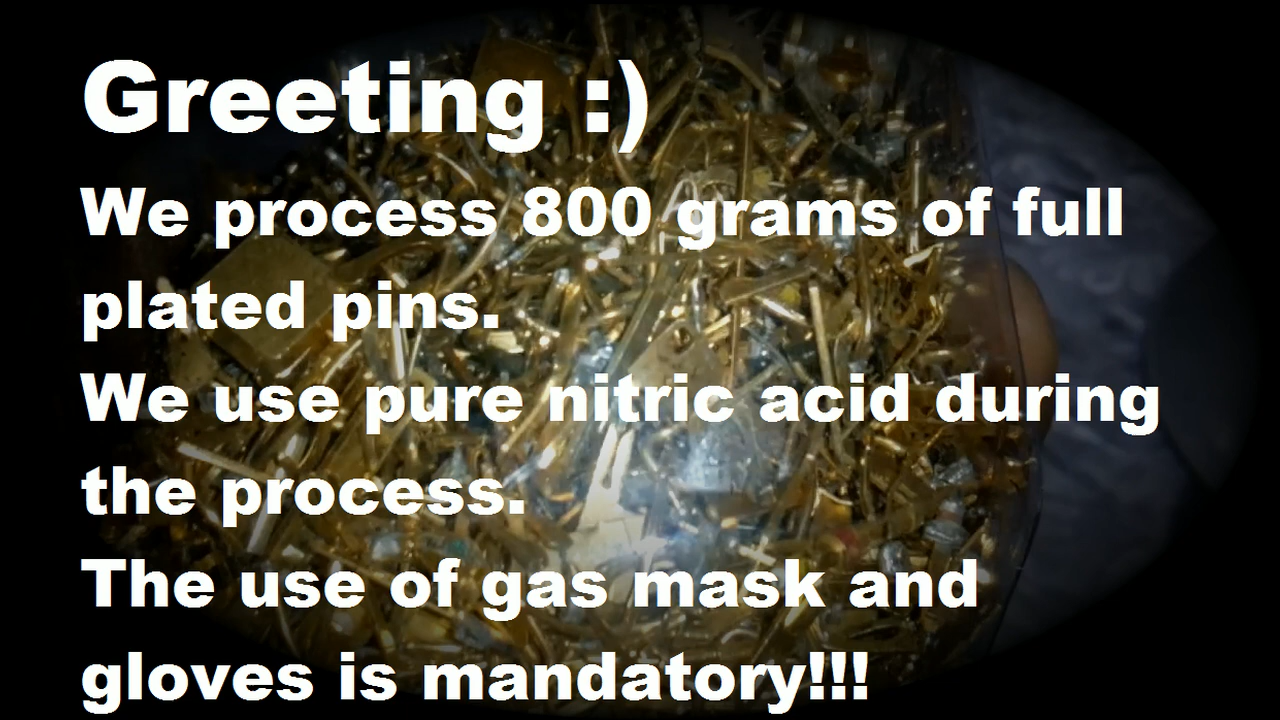 Greeting :)
We process 800 grams of full
plated pins.
We use pure nitric acid during
the process.
The use of gas mask and
gloves is mandatory!!!